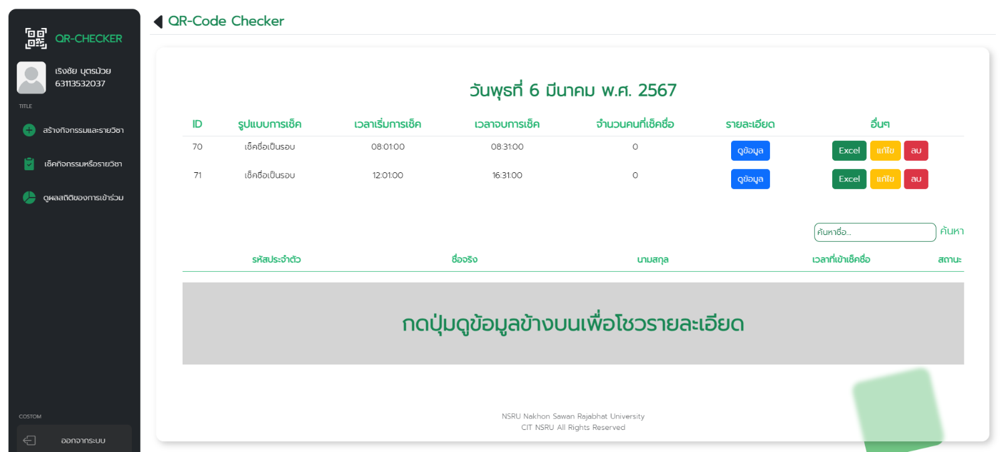 QR-Code Checker
QR-CHECKER
เริงชัย บุตรม้วย
63113532037
TITLE
สร้างกิจกรรมและรายวิชา
เช็คกิจกรรมหรือรายวิชา
ดูผลสถิติของการเข้าร่วม
COSTOM
ออกจากระบบ
วันพุธที่ 6 มีนาคม พ.ศ. 2567
ID รูปแบบการเช็ค เวลาเริ่มการเช็ค เวลาจบการเช็ค จำนวนคนที่เช็คชื่อ รายละเอียด อื่นๆ
70 เช็คชื่อเป็นรอบ 08:01:00 08:31:00 0 ดูข้อมูล Excel แก้ไข ลบ
71 เช็คชื่อเป็นรอบ 12:01:00 16:31:00 0 ดูข้อมูล Excel แก้ไข ลบ
ค้นหาชื่อ... ค้นหา
รหัสประจำตัว ชื่อจริง นามสกุล เวลาที่เข้าเช็คชื่อ สถานะ
กดปุ่มดูข้อมูลข้างบนเพื่อโชวรายละเอียด
NSRU Nakhon Sawan Rajabhat University
CIT NSRU All Rights Reserved